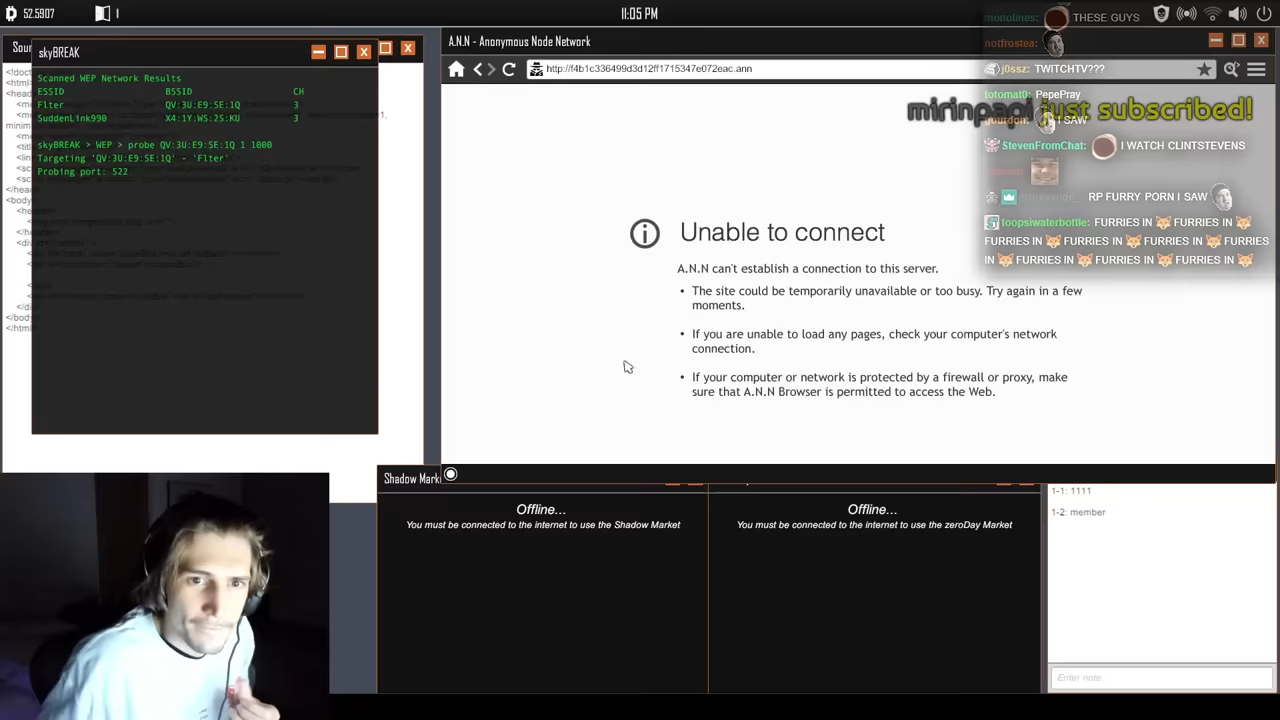 52.5907
1
11:05 PM
Sour
skyBREAK
Scanned WEP Network Results
ESSID BSSID CH
Flter QV:3U:E9:SE:1Q 3
SuddenLink990 X4:1Y:WS:2S:KU 3
skyBREAK > WEP > probe QV:3U:E9:SE:1Q 1 1000
Targeting 'QV:3U:E9:SE:1Q' - 'Flter'
Probing port: 522
A.N.N - Anonymous Node Network
http://f4b1c336499d3d12ff1715347e072eac.ann
Unable to connect
A.N.N can't establish a connection to this server.
• The site could be temporarily unavailable or too busy. Try again in a few
moments.
• If you are unable to load any pages, check your computer's network
connection.
• If your computer or network is protected by a firewall or proxy, make
sure that A.N.N Browser is permitted to access the Web.
monolines: THESE GUYS
notfrostea:
j0ssz: TWITCHTV???
totomat0: PepePray
mirinpapi just subscribed!
I SAW
StevenFromChat: I WATCH CLINTSTEVENS
RP FURRY PORN I SAW
loopsiwaterbottle: FURRIES IN FURRIES IN
FURRIES IN FURRIES IN FURRIES IN FURRIES
IN FURRIES IN FURRIES IN FURRIES IN
Shadow Mark
Offline...
You must be connected to the internet to use the Shadow Market
Offline...
You must be connected to the internet to use the zeroDay Market
1-1: 1111
1-2: member
Enter note...